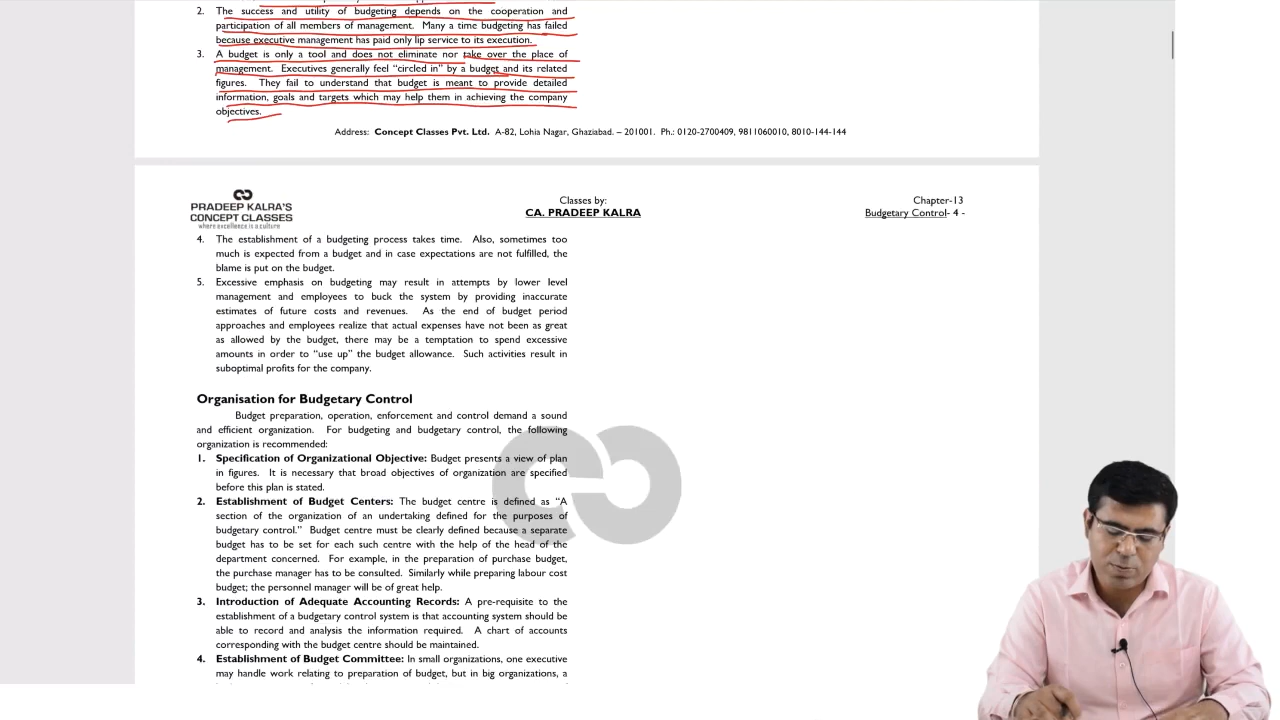 2. The success and utility of budgeting depends on the cooperation and
participation of all members of management. Many a time budgeting has failed
because executive management has paid only lip service to its execution.
3. A budget is only a tool and does not eliminate nor take over the place of
management. Executives generally feel “circled in” by a budget and its related
figures. They fail to understand that budget is meant to provide detailed
information, goals and targets which may help them in achieving the company
objectives.
Address: Concept Classes Pvt. Ltd. A-82, Lohia Nagar, Ghaziabad. – 201001. Ph.: 0120-2700409, 9811060010, 8010-144-144
PRADEEP KALRA'S
CONCEPT CLASSES
where excellence is a culture
Classes by:
CA. PRADEEP KALRA
Chapter-13
Budgetary Control- 4 -
4. The establishment of a budgeting process takes time. Also, sometimes too
much is expected from a budget and in case expectations are not fulfilled, the
blame is put on the budget.
5. Excessive emphasis on budgeting may result in attempts by lower level
management and employees to buck the system by providing inaccurate
estimates of future costs and revenues. As the end of budget period
approaches and employees realize that actual expenses have not been as great
as allowed by the budget, there may be a temptation to spend excessive
amounts in order to “use up” the budget allowance. Such activities result in
suboptimal profits for the company.
Organisation for Budgetary Control
Budget preparation, operation, enforcement and control demand a sound
and efficient organization. For budgeting and budgetary control, the following
organization is recommended:
1. Specification of Organizational Objective: Budget presents a view of plan
in figures. It is necessary that broad objectives of organization are specified
before this plan is stated.
2. Establishment of Budget Centers: The budget centre is defined as “A
section of the organization of an undertaking defined for the purposes of
budgetary control.” Budget centre must be clearly defined because a separate
budget has to be set for each such centre with the help of the head of the
department concerned. For example, in the preparation of purchase budget,
the purchase manager has to be consulted. Similarly while preparing labour cost
budget; the personnel manager will be of great help.
3. Introduction of Adequate Accounting Records: A pre-requisite to the
establishment of a budgetary control system is that accounting system should be
able to record and analysis the information required. A chart of accounts
corresponding with the budget centre should be maintained.
4. Establishment of Budget Committee: In small organizations, one executive
may handle work relating to preparation of budget, but in big organizations, a